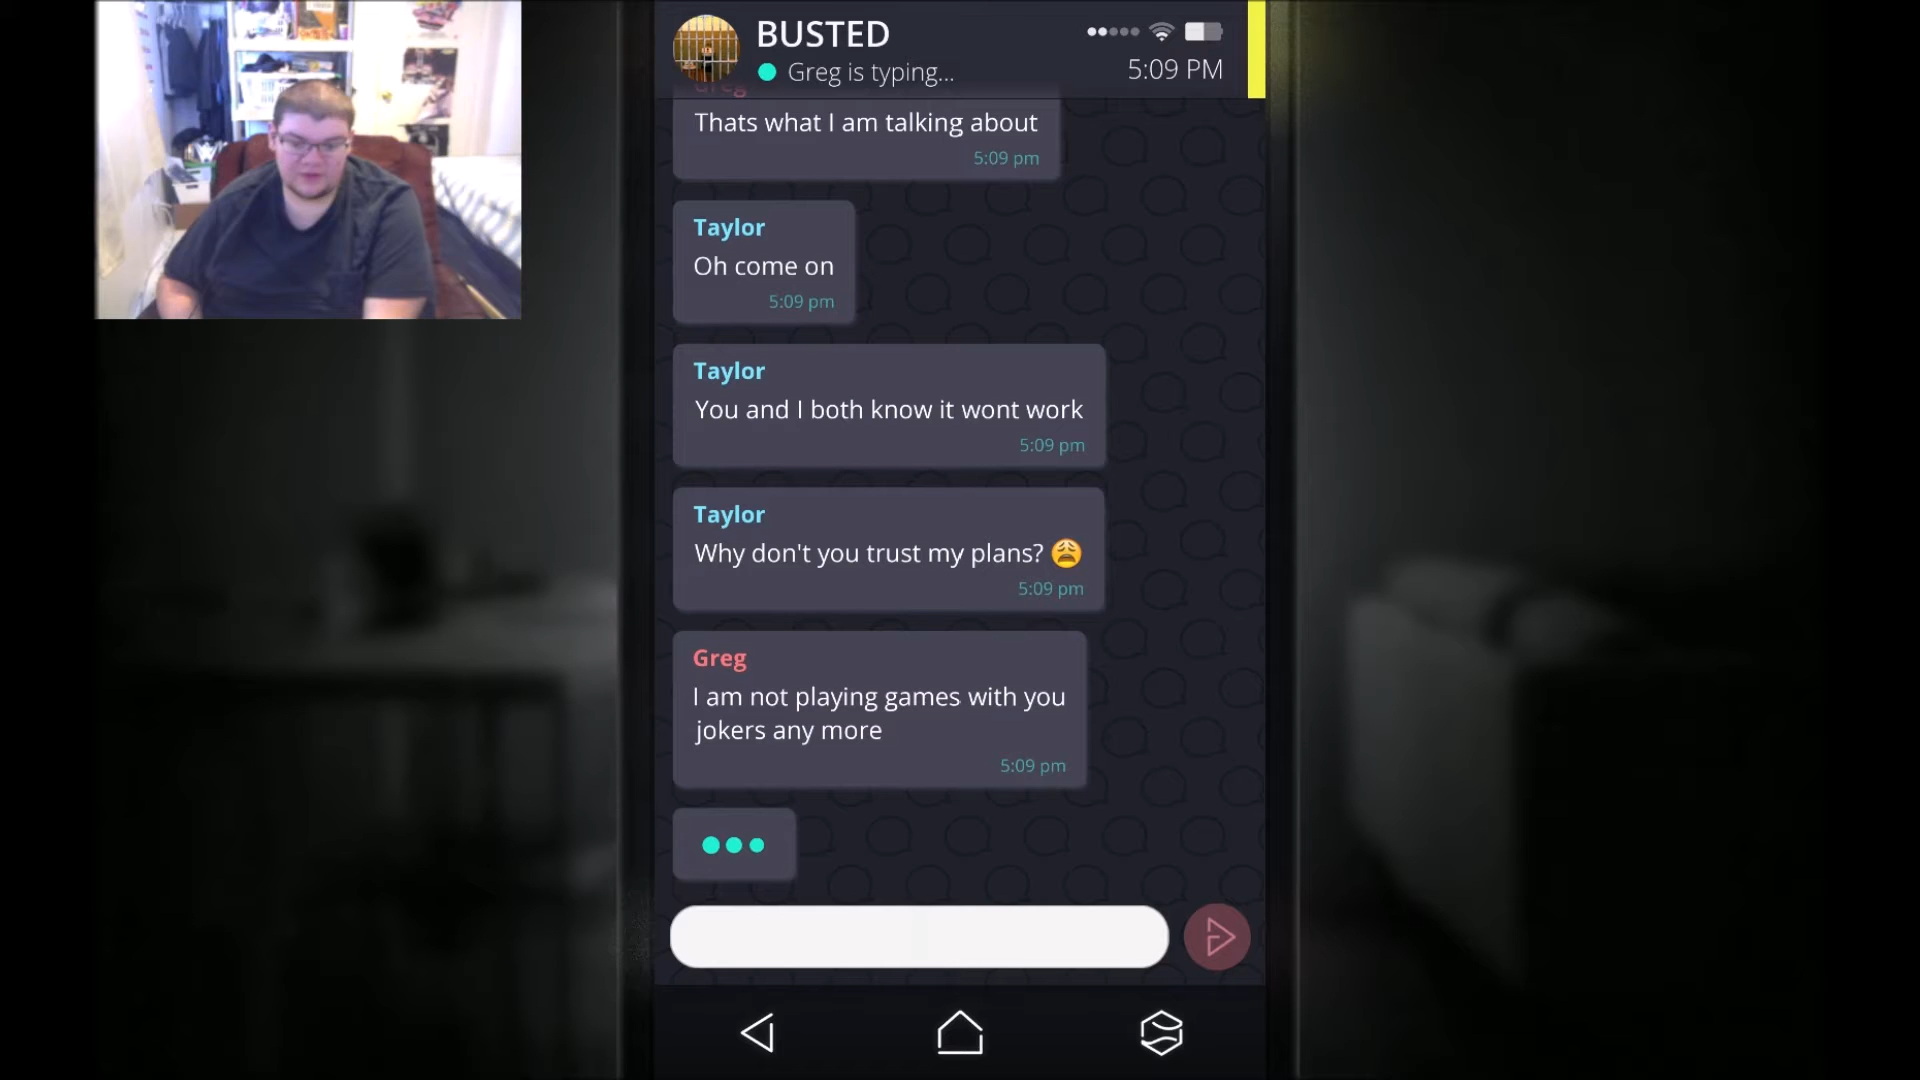 BUSTED
Greg is typing...
5:09 PM
Greg
Thats what I am talking about
5:09 pm
Taylor
Oh come on
5:09 pm
Taylor
You and I both know it wont work
5:09 pm
Taylor
Why don't you trust my plans? 😩
5:09 pm
Greg
I am not playing games with you
jokers any more
5:09 pm